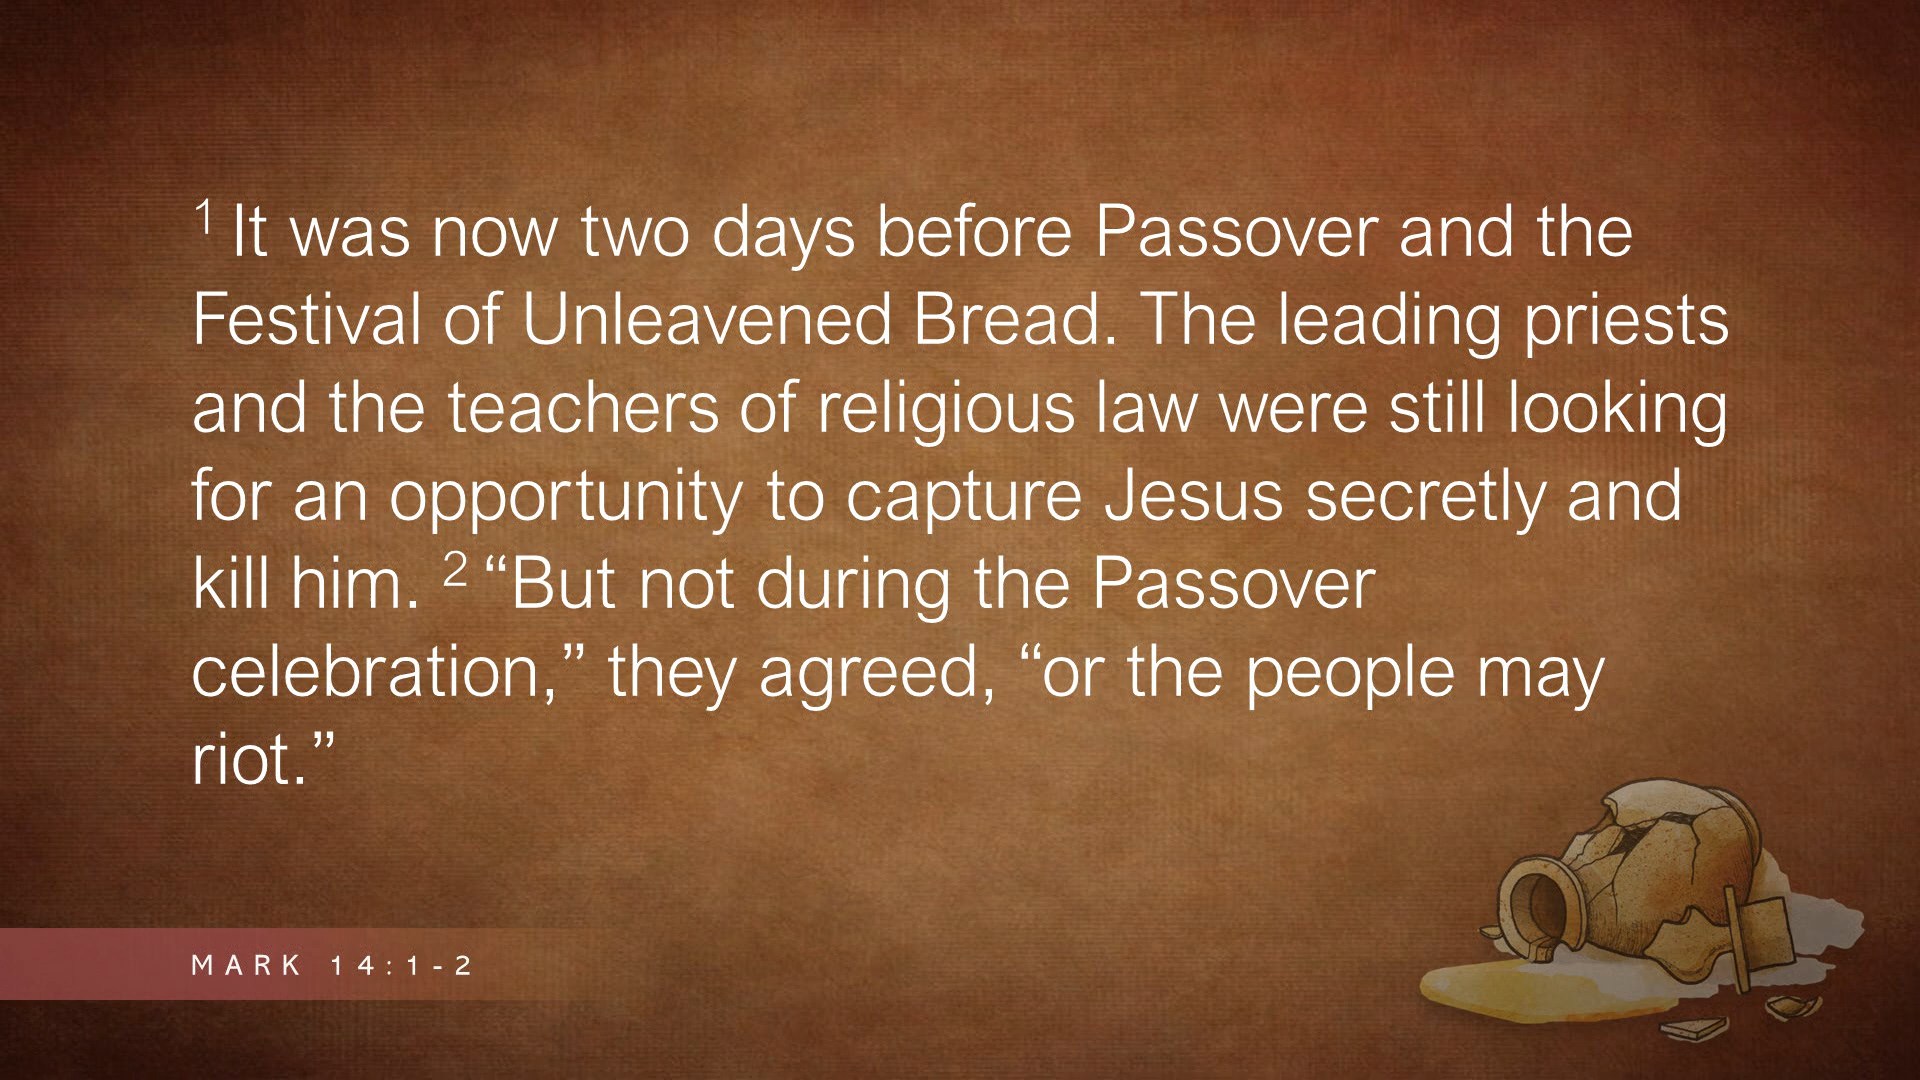 1 It was now two days before Passover and the
Festival of Unleavened Bread. The leading priests
and the teachers of religious law were still looking
for an opportunity to capture Jesus secretly and
kill him. 2 “But not during the Passover
celebration,” they agreed, “or the people may
riot.”
MARK 14:1-2